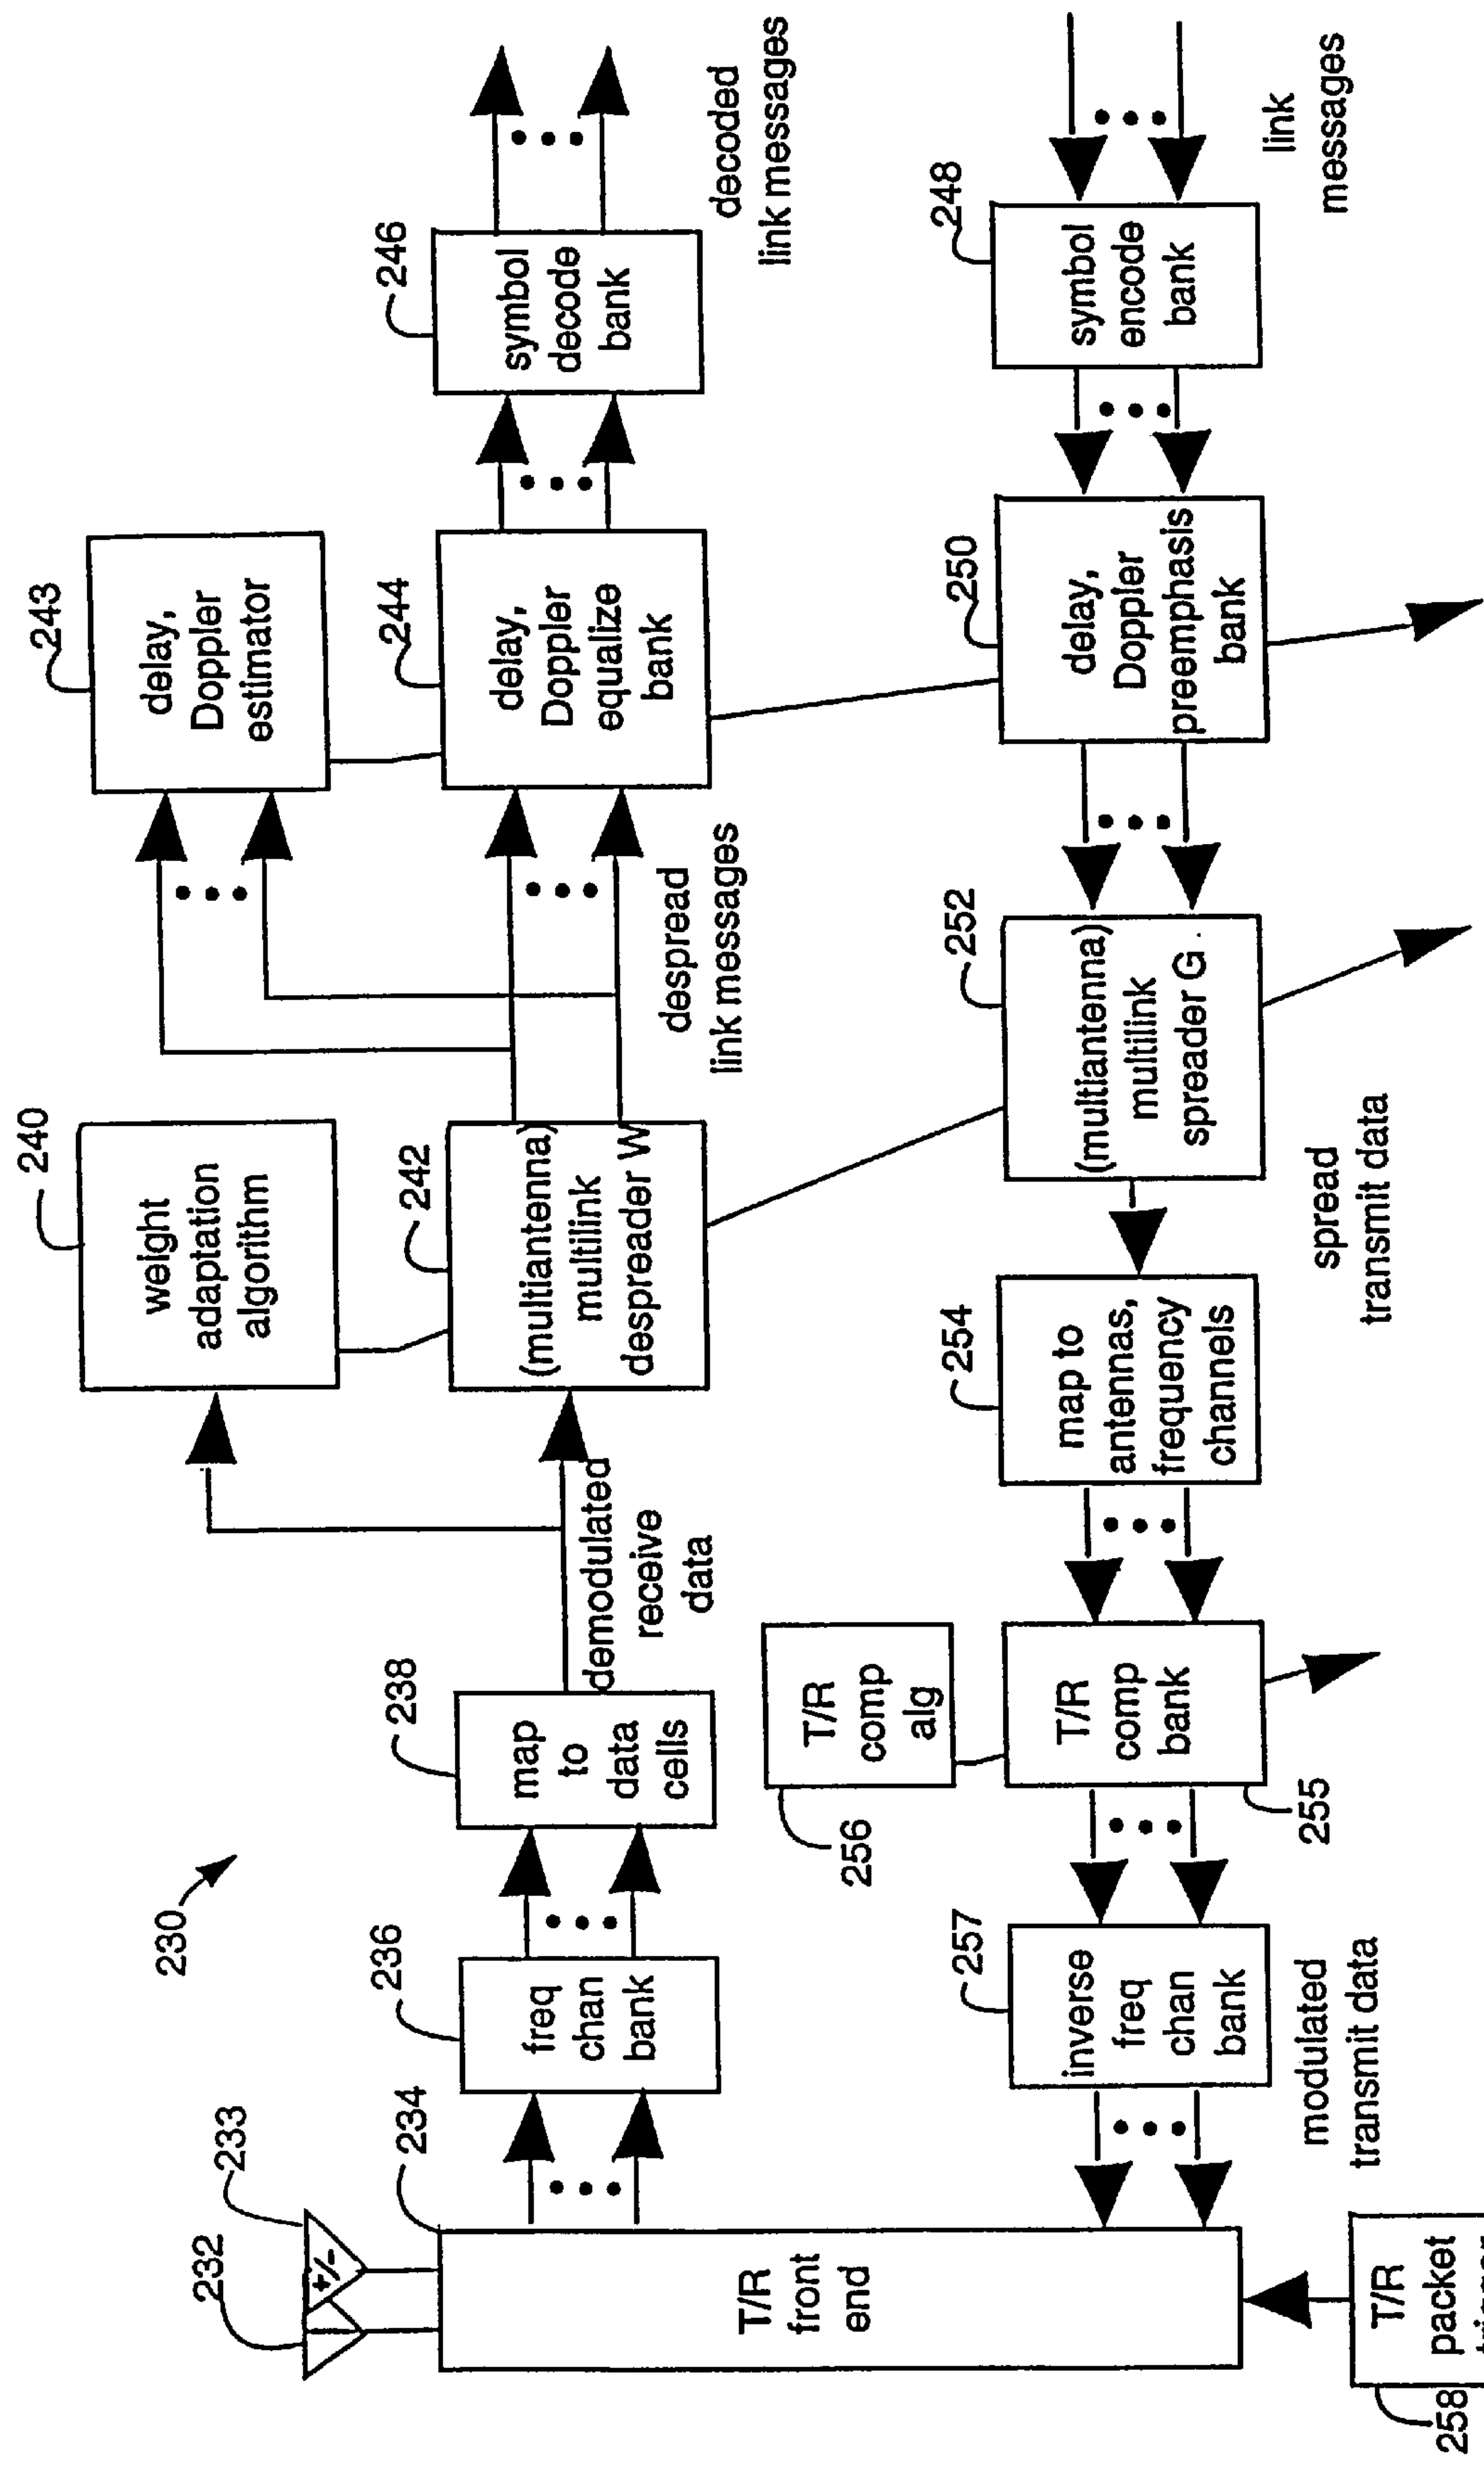 230
232
233
+/-
234
T/R
front
end
236
freq
chan
bank
238
map
to
data
cells
demodulated
receive
data
240
weight
adaptation
algorithm
242
(multiantenna)
multilink
despreader W
despread
link messages
243
delay,
Doppler
estimator
244
delay,
Doppler
equalize
bank
246
symbol
decode
bank
decoded
link messages
link
messages
248
symbol
encode
bank
250
delay,
Doppler
preemphasis
bank
252
(multiantenna)
multilink
spreader G
spread
transmit data
254
map to
antennas,
frequency
channels
256
T/R
comp
alg
T/R
comp
bank
255
257
inverse
freq
chan
bank
modulated
transmit data
258
T/R
packet